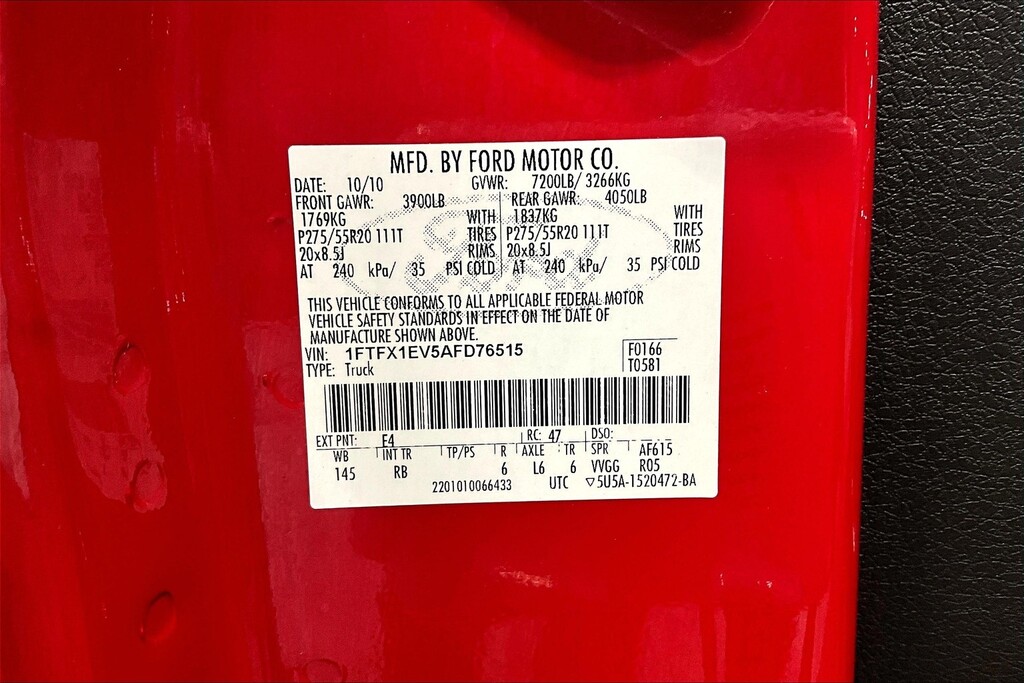 MFD. BY FORD MOTOR CO.
DATE: 10/10 GVWR: 7200LB/ 3266KG
FRONT GAWR: 3900LB REAR GAWR: 4050LB
1769KG WITH 1837KG WITH
P275/55R20 111T TIRES P275/55R20 111T TIRES
20x8.5J RIMS 20x8.5J RIMS
AT 240 kPa/ 35 PSI COLD AT 240 kPa/ 35 PSI COLD
THIS VEHICLE CONFORMS TO ALL APPLICABLE FEDERAL MOTOR
VEHICLE SAFETY STANDARDS IN EFFECT ON THE DATE OF
MANUFACTURE SHOWN ABOVE.
VIN: 1FTFX1EV5AFD76515 F0166
TYPE: Truck T0581
EXT PNT: E4 RC: 47 DSO:
WB INT TR TP/PS R AXLE TR SPR AF615
145 RB 6 L6 6 VVGG R05
2201010066433 UTC ▽5U5A-1520472-BA